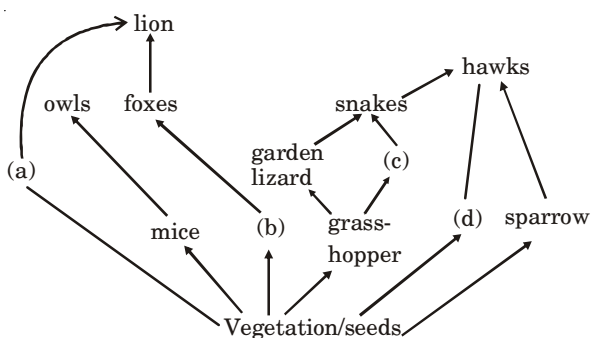 lion
hawks
owls
foxes
snakes
garden
lizard
(c)
(a)
mice
(b)
grass-
hopper
(d)
sparrow
Vegetation/seeds